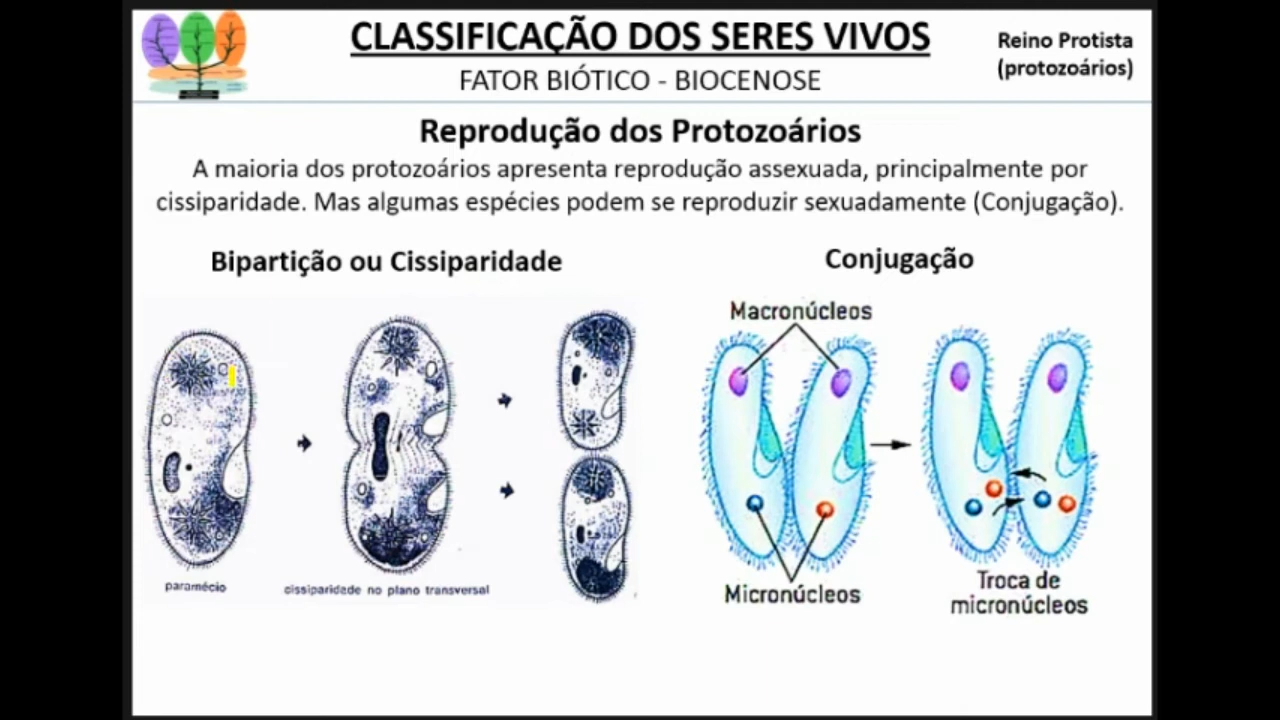 CLASSIFICAÇÃO DOS SERES VIVOS
FATOR BIÓTICO - BIOCENOSE
Reino Protista
(protozoários)
Reprodução dos Protozoários
A maioria dos protozoários apresenta reprodução assexuada, principalmente por
cissiparidade. Mas algumas espécies podem se reproduzir sexuadamente (Conjugação).
Bipartição ou Cissiparidade
paramécio
cissiparidade no plano transversal
Conjugação
Macronúcleos
Micronúcleos
Troca de
micronúcleos